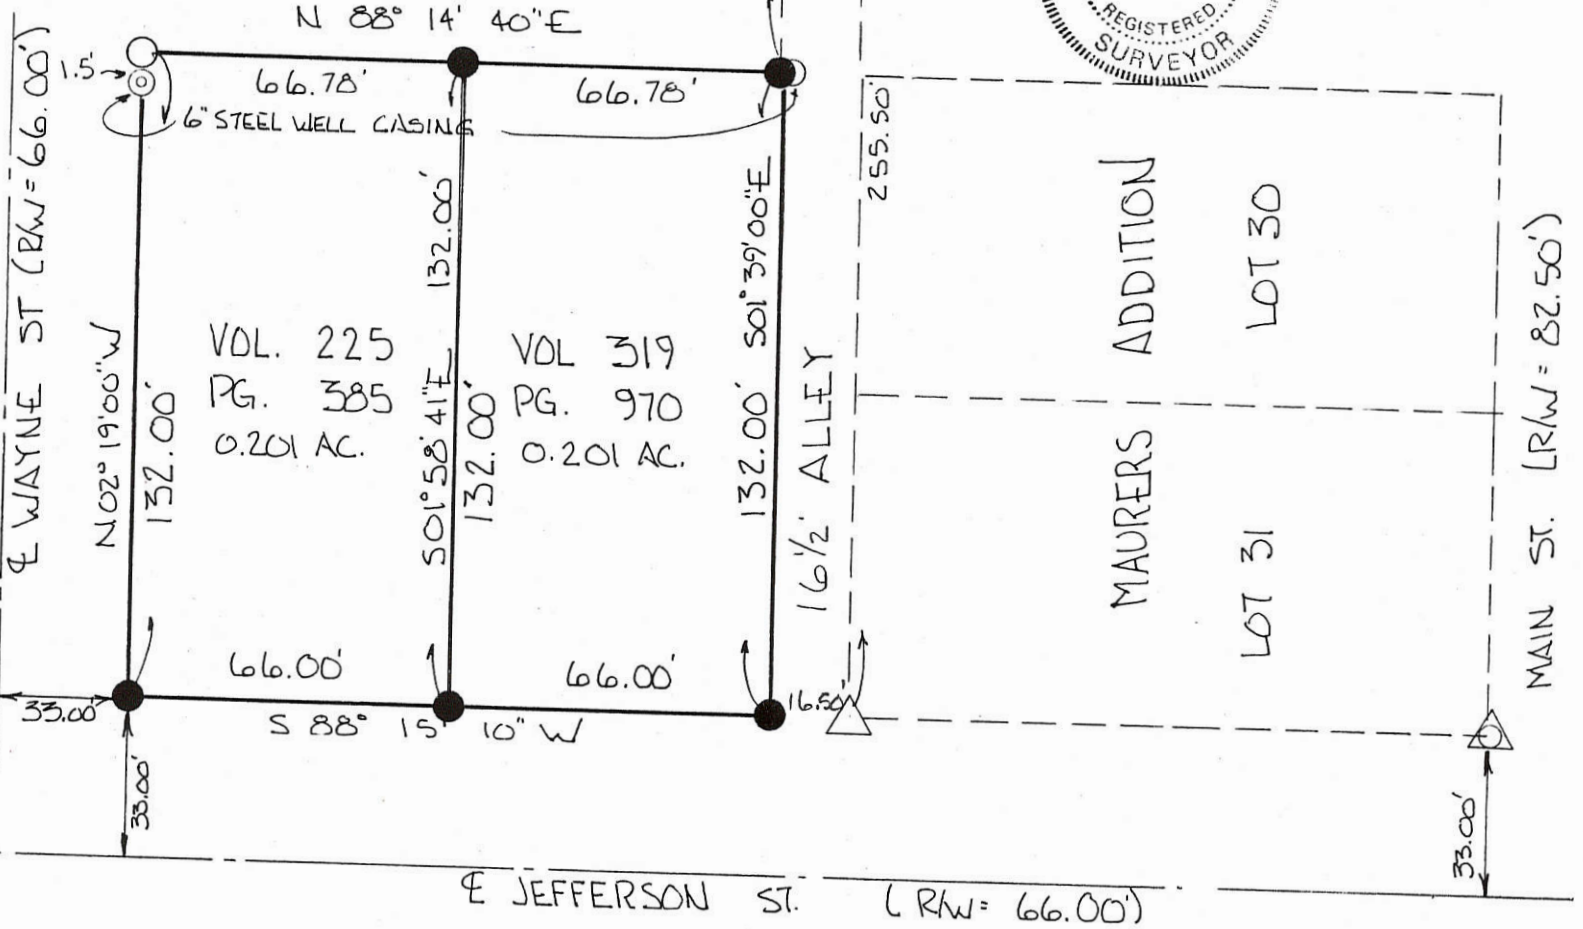 N 88° 14' 40"E
REGISTERED
SURVEYOR
1.5'
66.78'
66.78'
6" STEEL WELL CASING
255.50'
℄ WAYNE ST (R/W = 66.00')
N02° 19'00"W
132.00'
VOL. 225
PG. 385
0.201 AC.
S01° 58' 41"E
132.00'
132.00'
VOL 319
PG. 970
0.201 AC.
132.00' S01° 39'00"E
16 1/2' ALLEY
MAURERS ADDITION
LOT 30
LOT 31
MAIN ST. (R/W = 82.50')
66.00'
66.00'
16.50'
33.00'
S 88° 15' 10" W
33.00'
33.00'
℄ JEFFERSON ST. (R/W= 66.00')